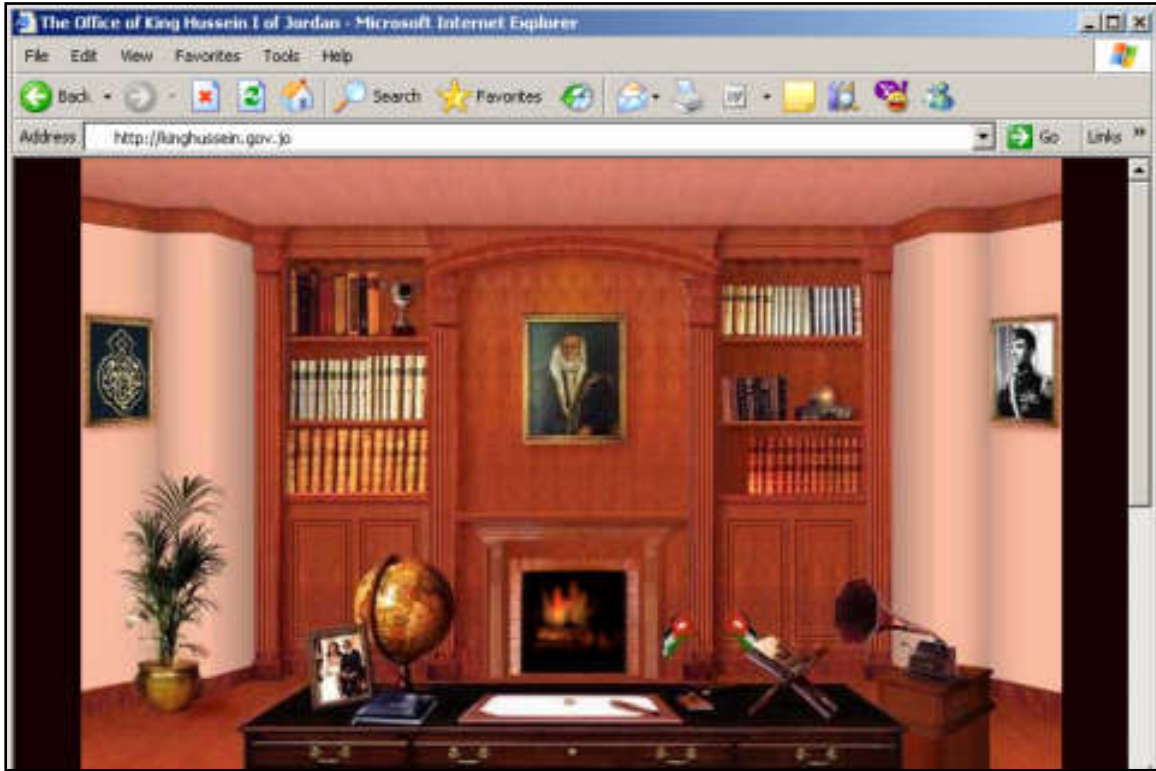 The Office of King Hussein I of Jordan - Microsoft Internet Explorer
File Edit View Favorites Tools Help
Back Search Favorites
Address http://kinghussein.gov.jo Go Links »